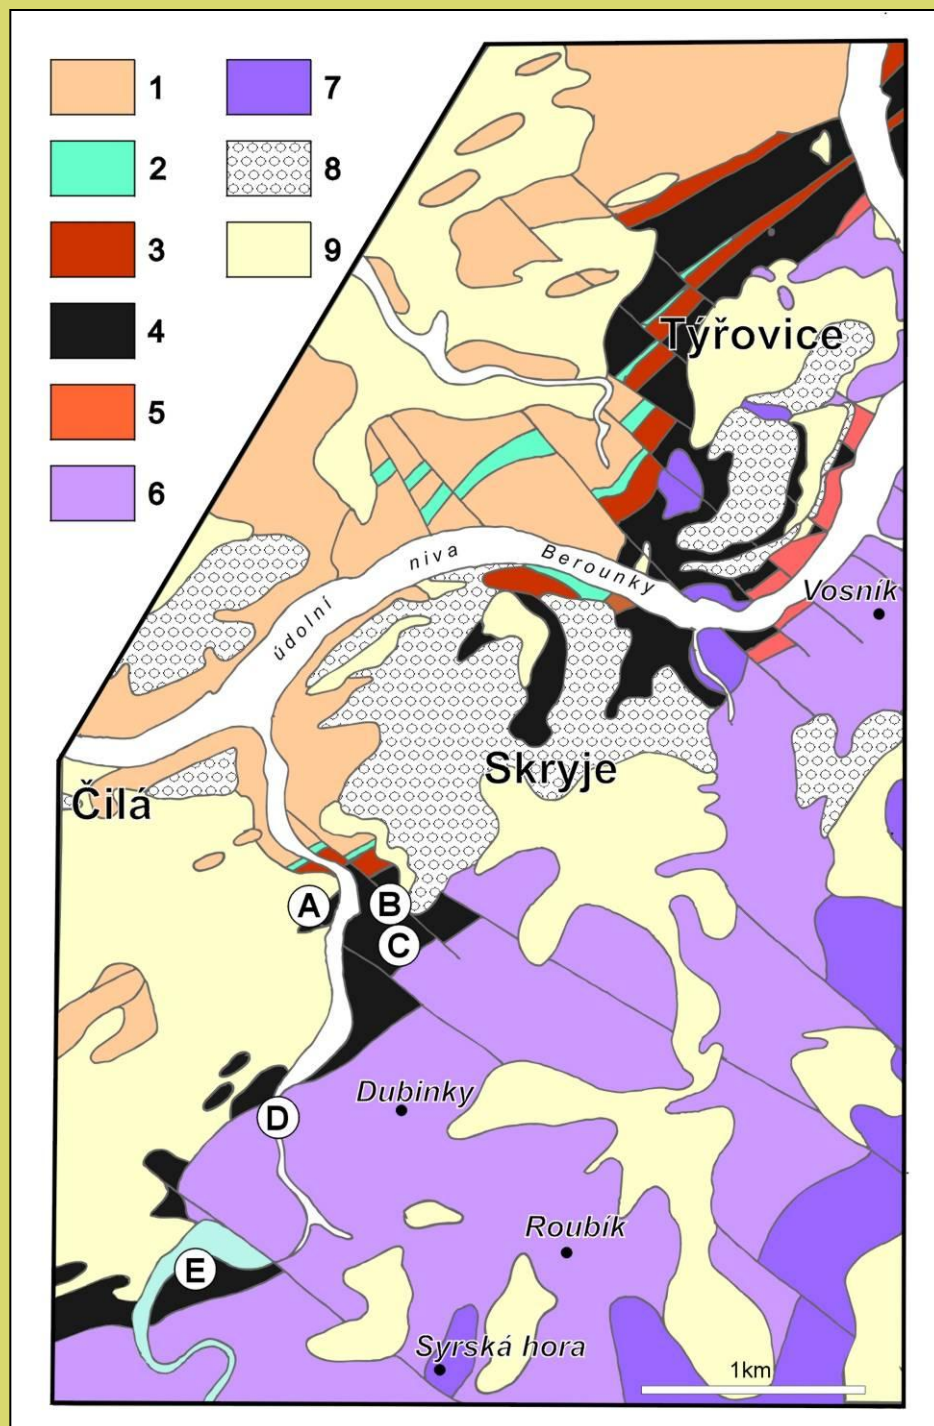 1
7
2
8
3
9
4
5
6
Týřovice
údolní niva Berounky
Vosník
Skryje
Čilá
A
B
C
Dubinky
D
Roubík
E
Syrská hora
1km